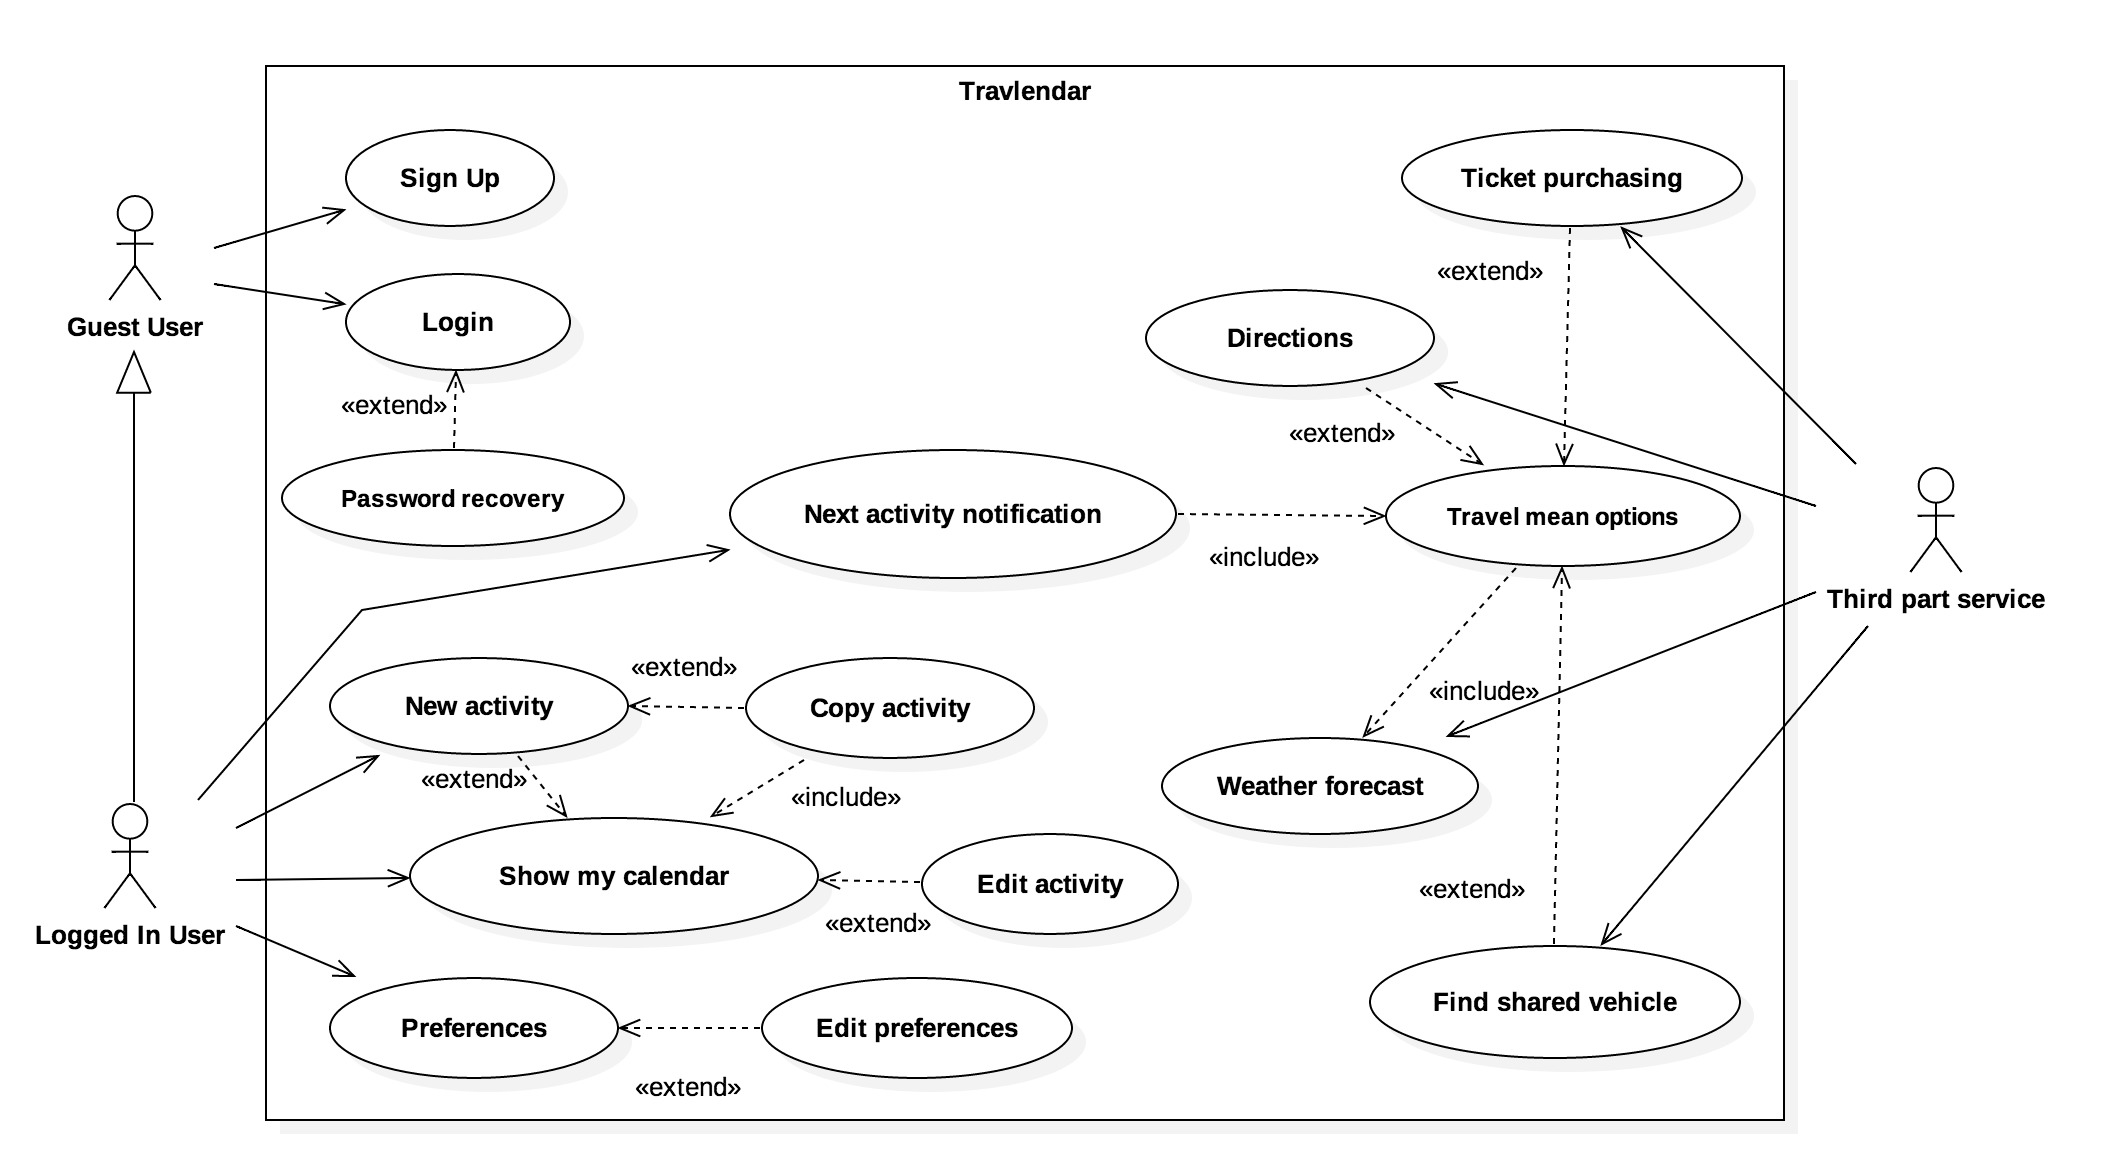 Travlendar
Sign Up
Ticket purchasing
«extend»
Guest User
Login
Directions
«extend»
«extend»
Password recovery
Next activity notification
Travel mean options
«include»
Third part service
«extend»
New activity
Copy activity
«include»
«extend»
«include»
Weather forecast
Show my calendar
Edit activity
«extend»
«extend»
Logged In User
Preferences
Edit preferences
Find shared vehicle
«extend»